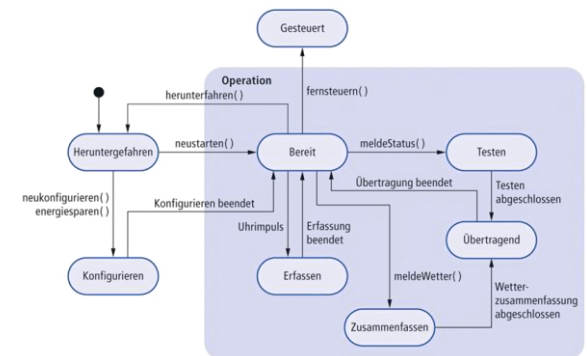 Gesteuert
Operation
herunterfahren( )
fernsteuern( )
Heruntergefahren
neustarten( )
Bereit
meldeStatus( )
Testen
neukonfigurieren( )
energiesparen( )
Konfigurieren beendet
Übertragung beendet
Testen
abgeschlossen
Uhrimpuls
Erfassung
beendet
Übertragend
Konfigurieren
Erfassen
meldeWetter( )
Wetter-
zusammenfassung
abgeschlossen
Zusammenfassen